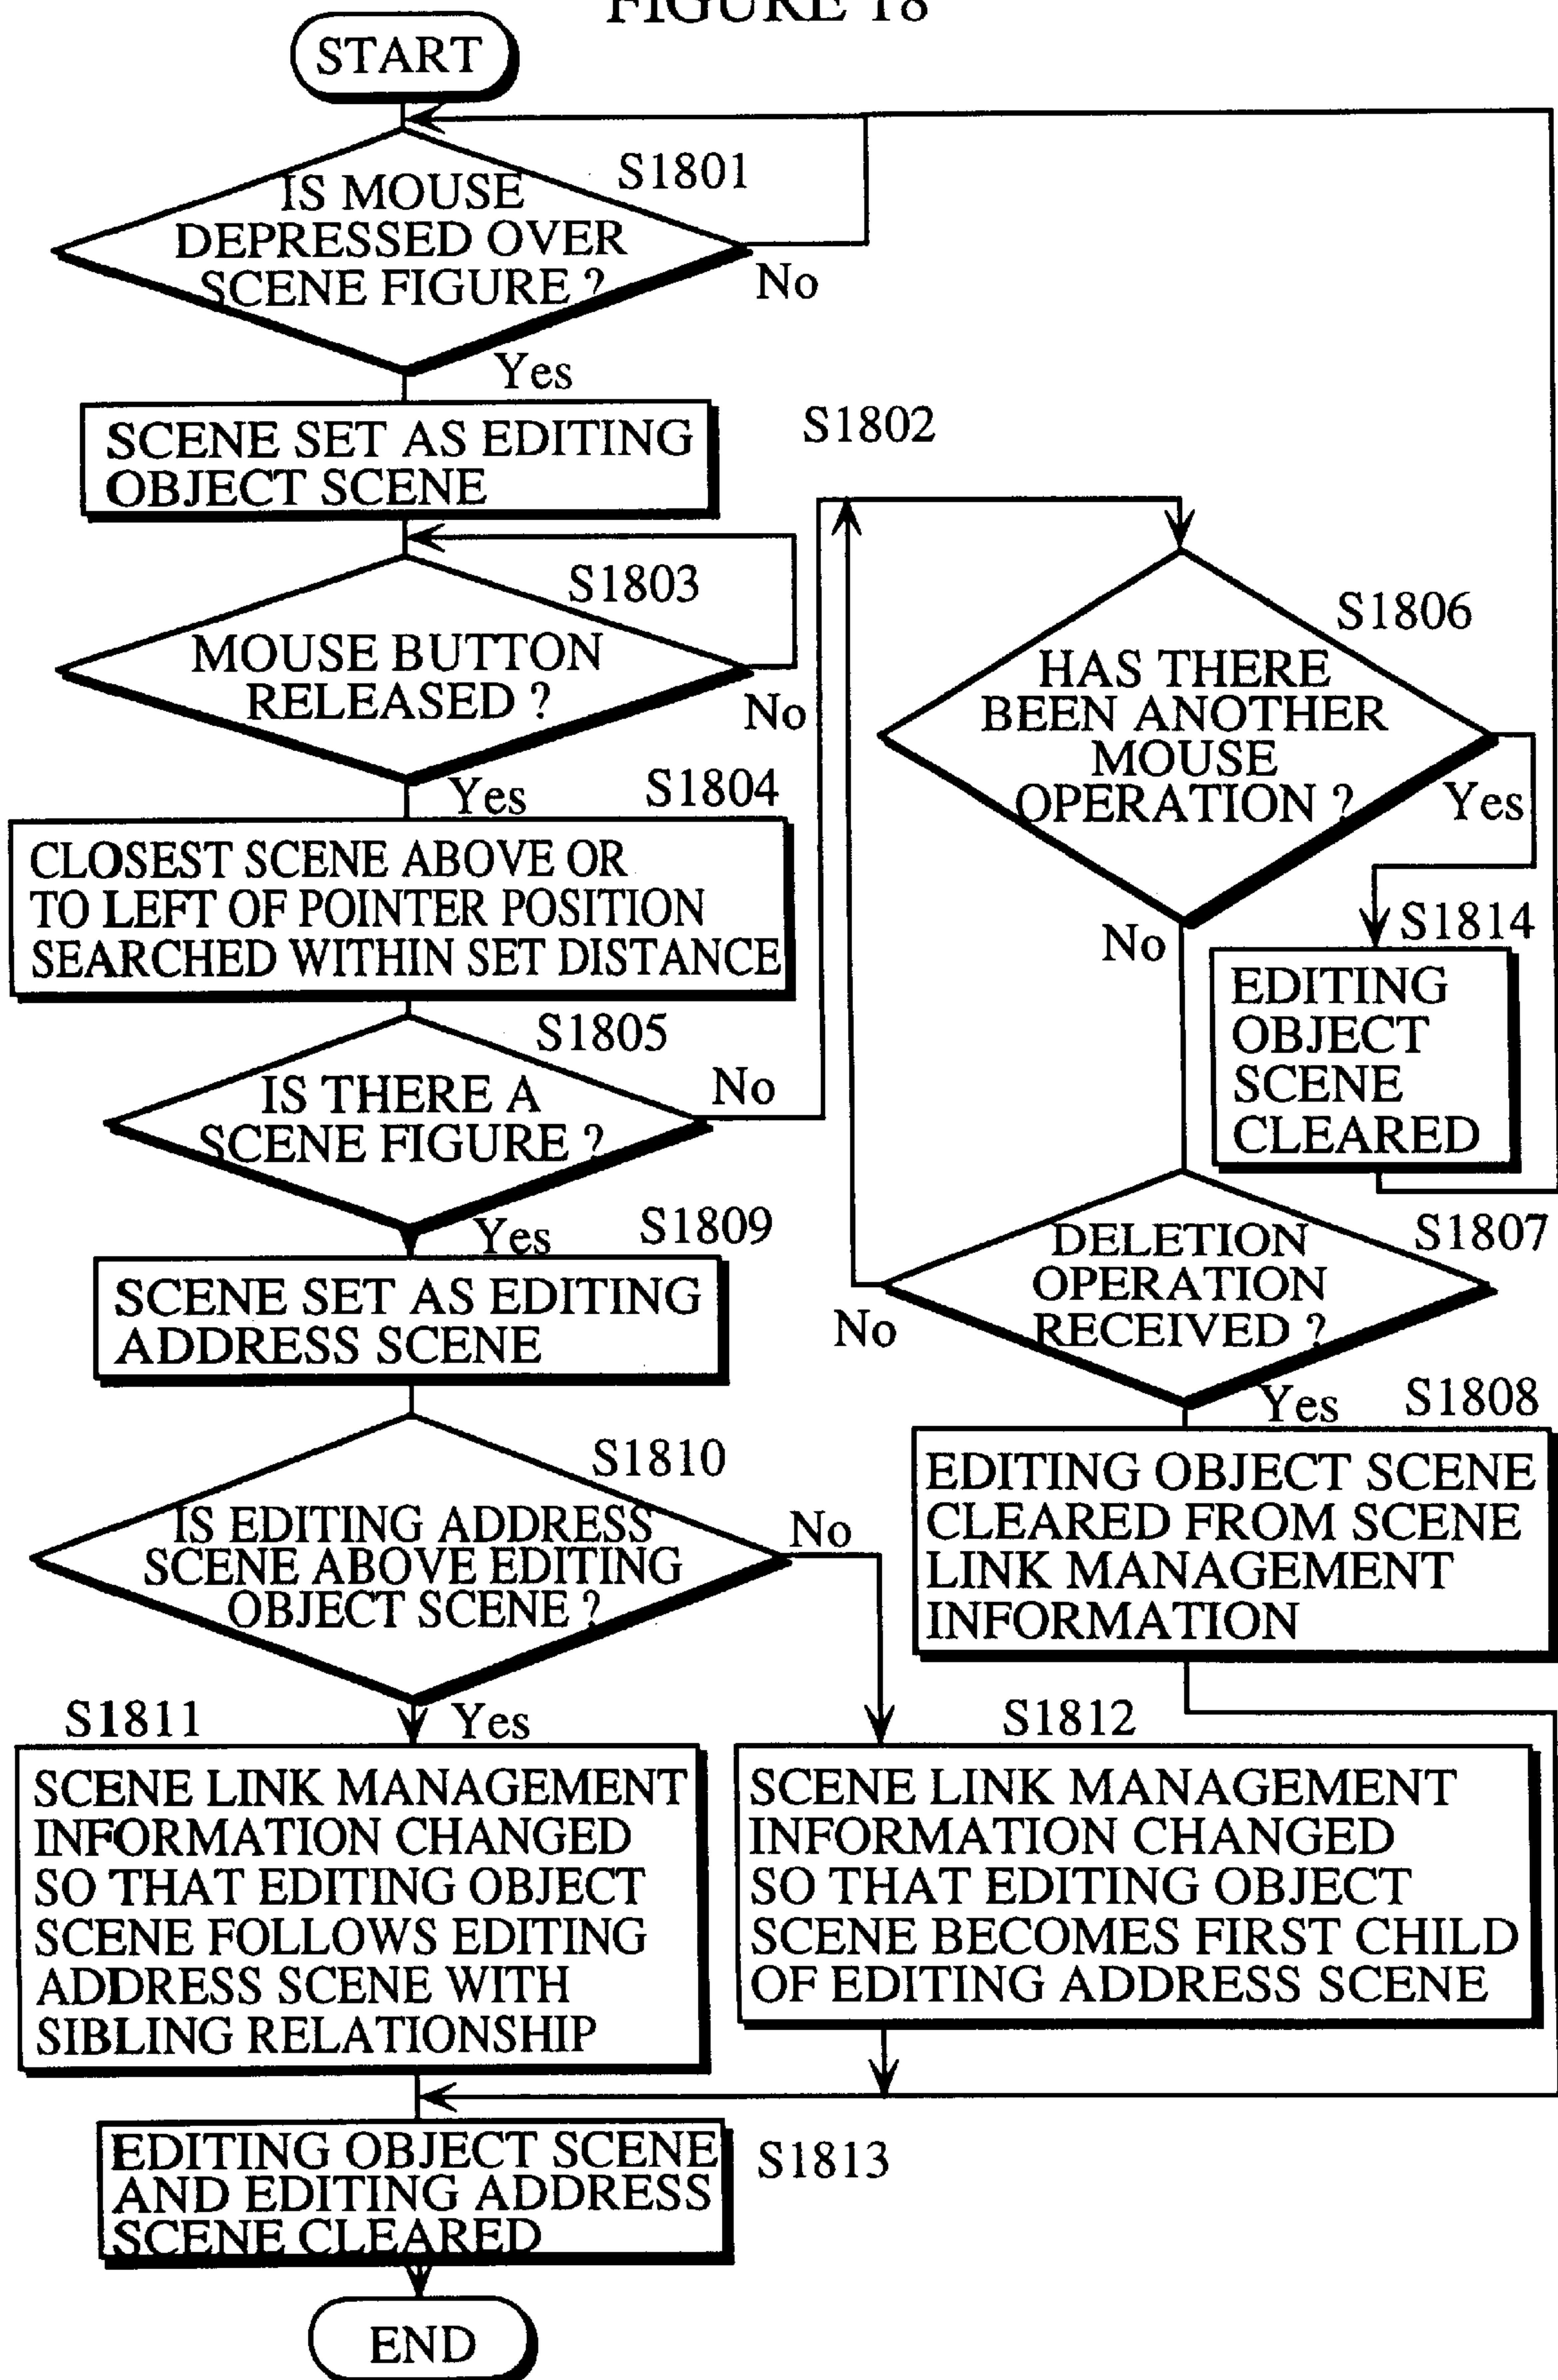 FIGURE 18
START
S1801
IS MOUSE
DEPRESSED OVER
SCENE FIGURE ?
No
Yes
S1802
SCENE SET AS EDITING
OBJECT SCENE
S1803
MOUSE BUTTON
RELEASED ?
No
Yes
S1804
CLOSEST SCENE ABOVE OR
TO LEFT OF POINTER POSITION
SEARCHED WITHIN SET DISTANCE
S1805
IS THERE A
SCENE FIGURE ?
No
Yes
S1806
HAS THERE
BEEN ANOTHER
MOUSE
OPERATION ?
Yes
No
S1814
EDITING
OBJECT
SCENE
CLEARED
S1807
DELETION
OPERATION
RECEIVED ?
No
Yes
S1808
EDITING OBJECT SCENE
CLEARED FROM SCENE
LINK MANAGEMENT
INFORMATION
S1809
SCENE SET AS EDITING
ADDRESS SCENE
S1810
IS EDITING ADDRESS
SCENE ABOVE EDITING
OBJECT SCENE ?
No
Yes
S1811
SCENE LINK MANAGEMENT
INFORMATION CHANGED
SO THAT EDITING OBJECT
SCENE FOLLOWS EDITING
ADDRESS SCENE WITH
SIBLING RELATIONSHIP
S1812
SCENE LINK MANAGEMENT
INFORMATION CHANGED
SO THAT EDITING OBJECT
SCENE BECOMES FIRST CHILD
OF EDITING ADDRESS SCENE
S1813
EDITING OBJECT SCENE
AND EDITING ADDRESS
SCENE CLEARED
END